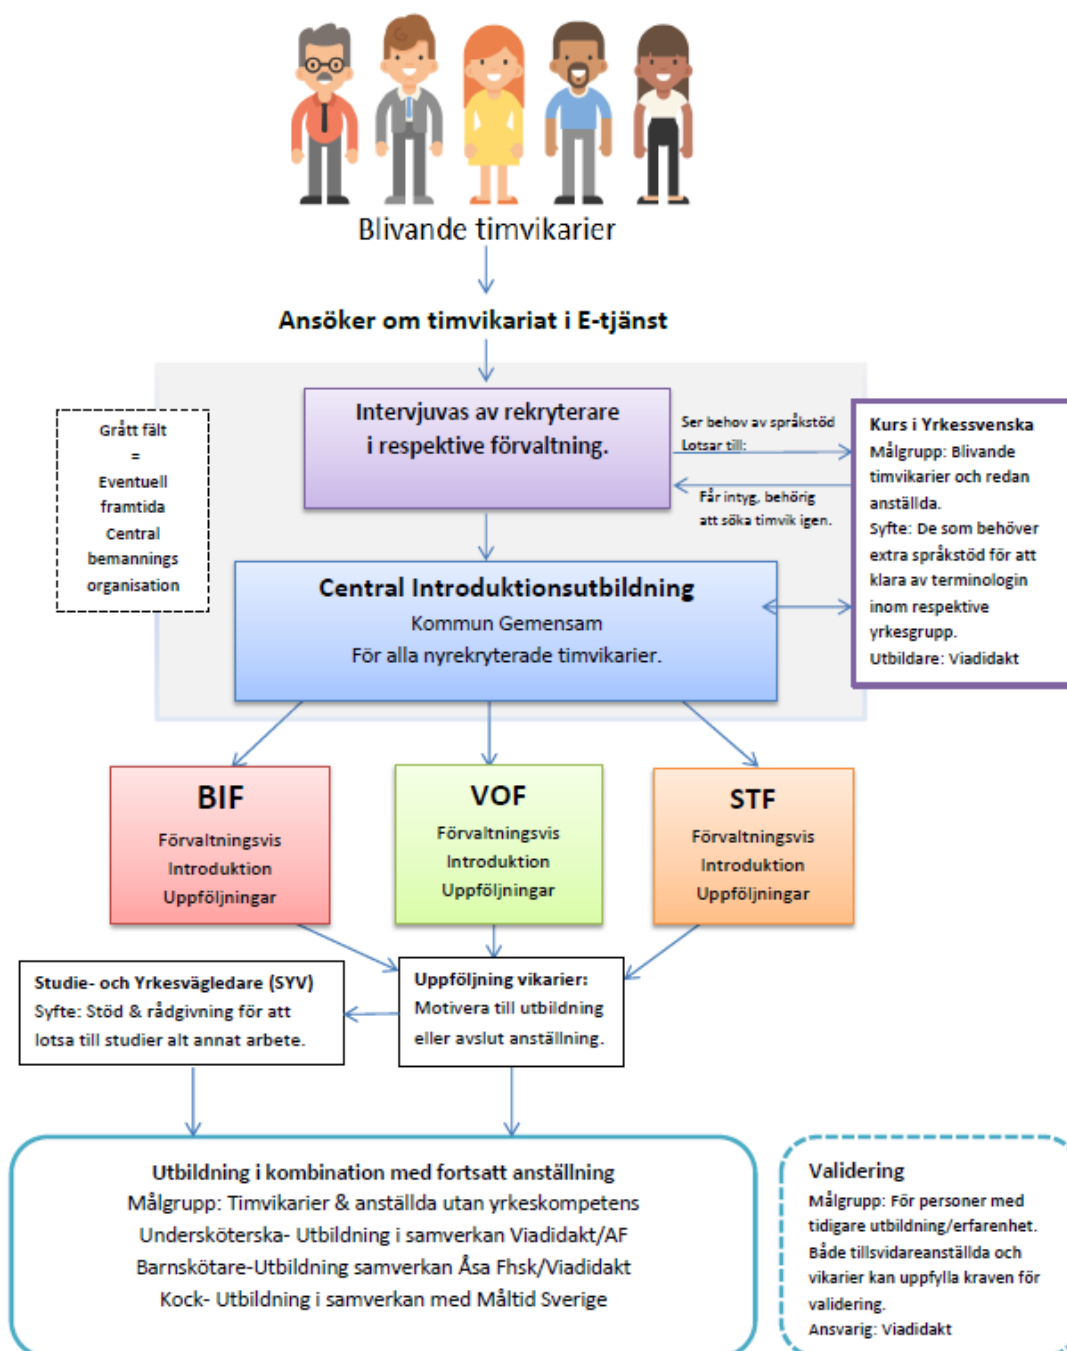 Blivande timvikarier
Ansöker om timvikariat i E-tjänst
Grått fält
=
Eventuell
framtida
Central
bemannings
organisation
Intervjuvas av rekryterare
i respektive förvaltning.
Ser behov av språkstöd
Lotsar till:
Får intyg, behörig
att söka timvik igen.
Kurs i Yrkessvenska
Målgrupp: Blivande
timvikarier och redan
anställda.
Syfte: De som behöver
extra språkstöd för att
klara av terminologin
inom respektive
yrkesgrupp.
Utbildare: Viadidakt
Central Introduktionsutbildning
Kommun Gemensam
För alla nyrekryterade timvikarier.
BIF
Förvaltningsvis
Introduktion
Uppföljningar
VOF
Förvaltningsvis
Introduktion
Uppföljningar
STF
Förvaltningsvis
Introduktion
Uppföljningar
Studie- och Yrkesvägledare (SYV)
Syfte: Stöd & rådgivning för att
lotsa till studier alt annat arbete.
Uppföljning vikarier:
Motivera till utbildning
eller avslut anställning.
Utbildning i kombination med fortsatt anställning
Målgrupp: Timvikarier & anställda utan yrkeskompetens
Undersköterska- Utbildning i samverkan Viadidakt/AF
Barnskötare-Utbildning samverkan Åsa Fhsk/Viadidakt
Kock- Utbildning i samverkan med Måltid Sverige
Validering
Målgrupp: För personer med
tidigare utbildning/erfarenhet.
Både tillsvidareanställda och
vikarier kan uppfylla kraven för
validering.
Ansvarig: Viadidakt